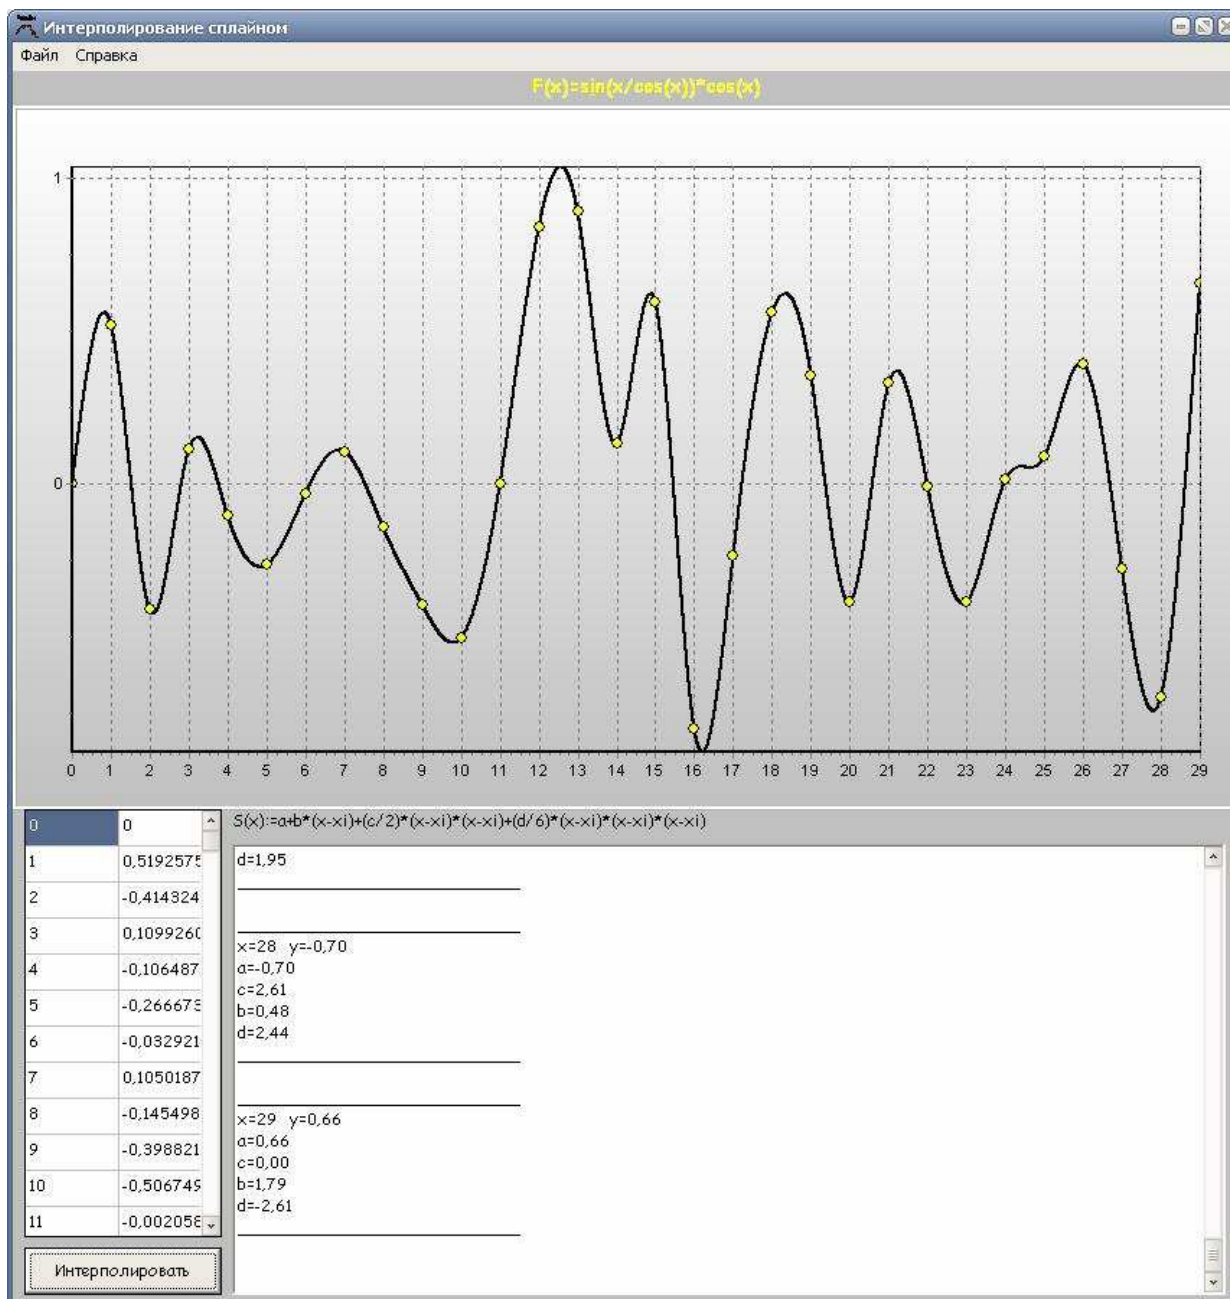 Интерполирование сплайном
Файл Справка
F(x)=sin(x/cos(x))*cos(x)
1
0
0 1 2 3 4 5 6 7 8 9 10 11 12 13 14 15 16 17 18 19 20 21 22 23 24 25 26 27 28 29
S(x):=a+b*(x-xi)+(c/2)*(x-xi)*(x-xi)+(d/6)*(x-xi)*(x-xi)*(x-xi)
0 0
1 0,5192575
2 -0,414324
3 0,1099260
4 -0,106487
5 -0,266673
6 -0,032921
7 0,1050187
8 -0,145498
9 -0,398821
10 -0,506749
11 -0,002058
d=1,95
x=28 y=-0,70
a=-0,70
c=2,61
b=0,48
d=2,44
x=29 y=0,66
a=0,66
c=0,00
b=1,79
d=-2,61
Интерполировать